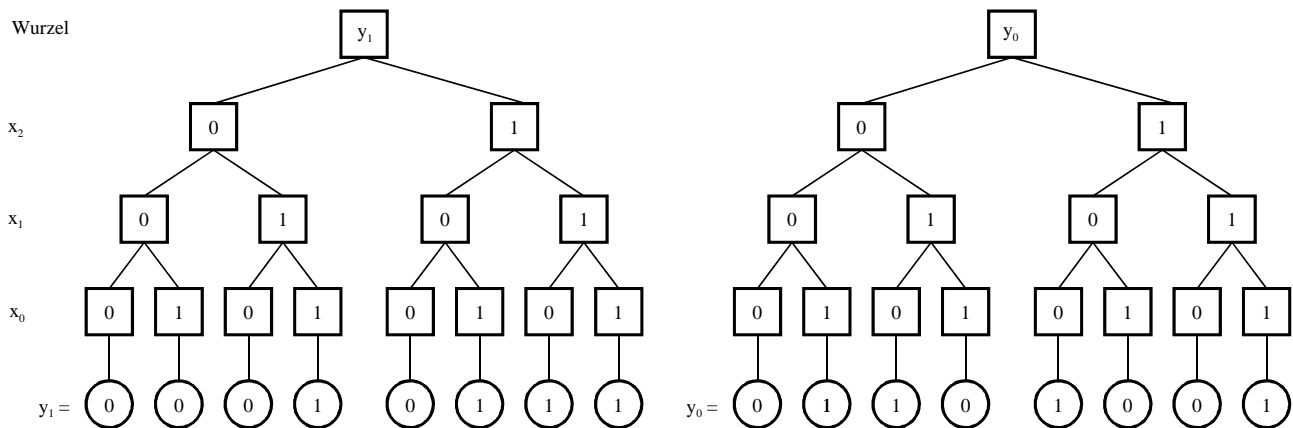 Wurzel y₁ y₀
x₂ 0 1 0 1
x₁ 0 1 0 1 0 1 0 1
x₀ 0 1 0 1 0 1 0 1 0 1 0 1 0 1 0 1
y₁ = 0 0 0 1 0 1 1 1 y₀ = 0 1 1 0 1 0 0 1